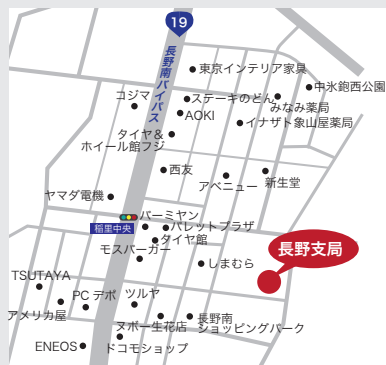 19
長野南バイパス
東京インテリア家具
中氷鉋西公園
コジマ
ステーキのどん
みなみ薬局
AOKI
イナザト象山屋薬局
タイヤ&
ホイール館フジ
西友
アベニュー
新生堂
ヤマダ電機
バーミヤン
稲里中央
パレットプラザ
タイヤ館
モスバーガー
長野支局
しまむら
TSUTAYA
PC デポ
ツルヤ
アメリカ屋
ヌボー生花店
長野南
ショッピングパーク
ENEOS
ドコモショップ